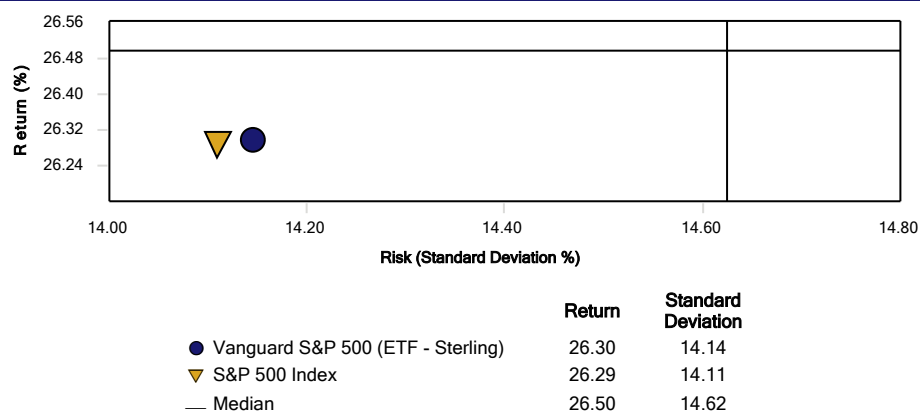 26.56
26.48
26.40
26.32
26.24
Return (%)
14.00 14.20 14.40 14.60 14.80
Risk (Standard Deviation %)
Return Standard Deviation
Vanguard S&P 500 (ETF - Sterling) 26.30 14.14
S&P 500 Index 26.29 14.11
Median 26.50 14.62